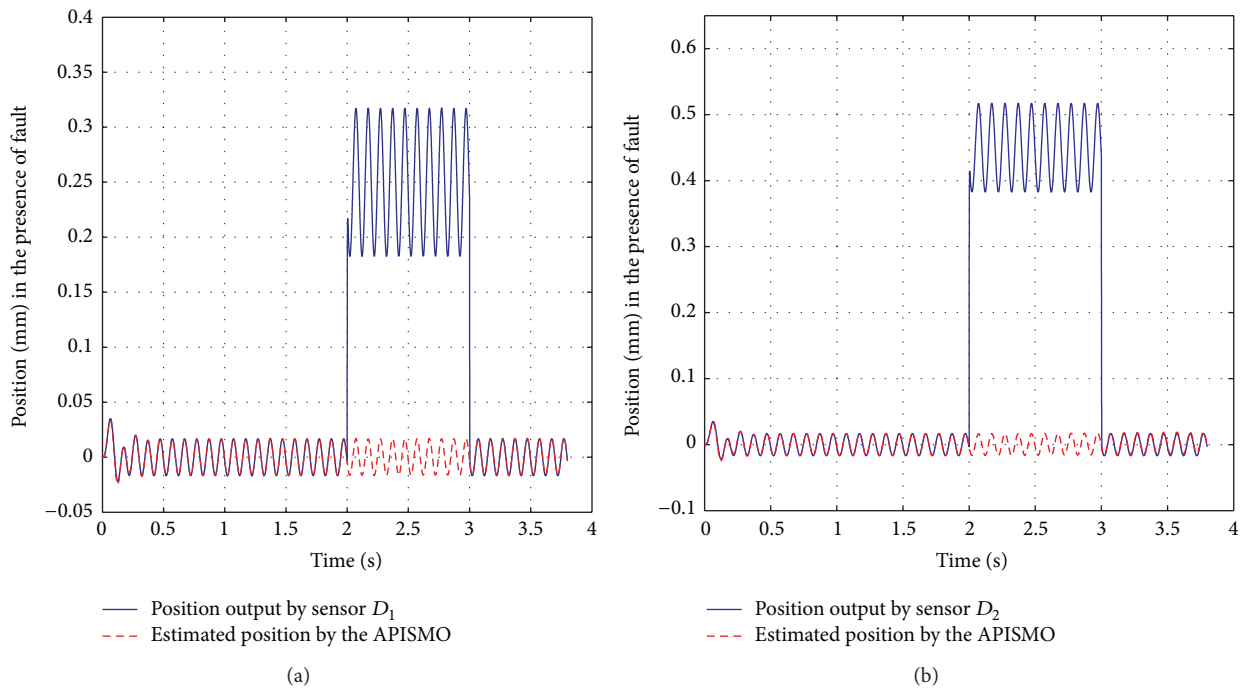 0.4
0.35
0.3
0.25
0.2
0.15
0.1
0.05
0
−0.05
Position (mm) in the presence of fault
0 0.5 1 1.5 2 2.5 3 3.5 4
Time (s)
Position output by sensor D1
Estimated position by the APISMO
(a)
0.6
0.5
0.4
0.3
0.2
0.1
0
−0.1
Position (mm) in the presence of fault
0 0.5 1 1.5 2 2.5 3 3.5 4
Time (s)
Position output by sensor D2
Estimated position by the APISMO
(b)